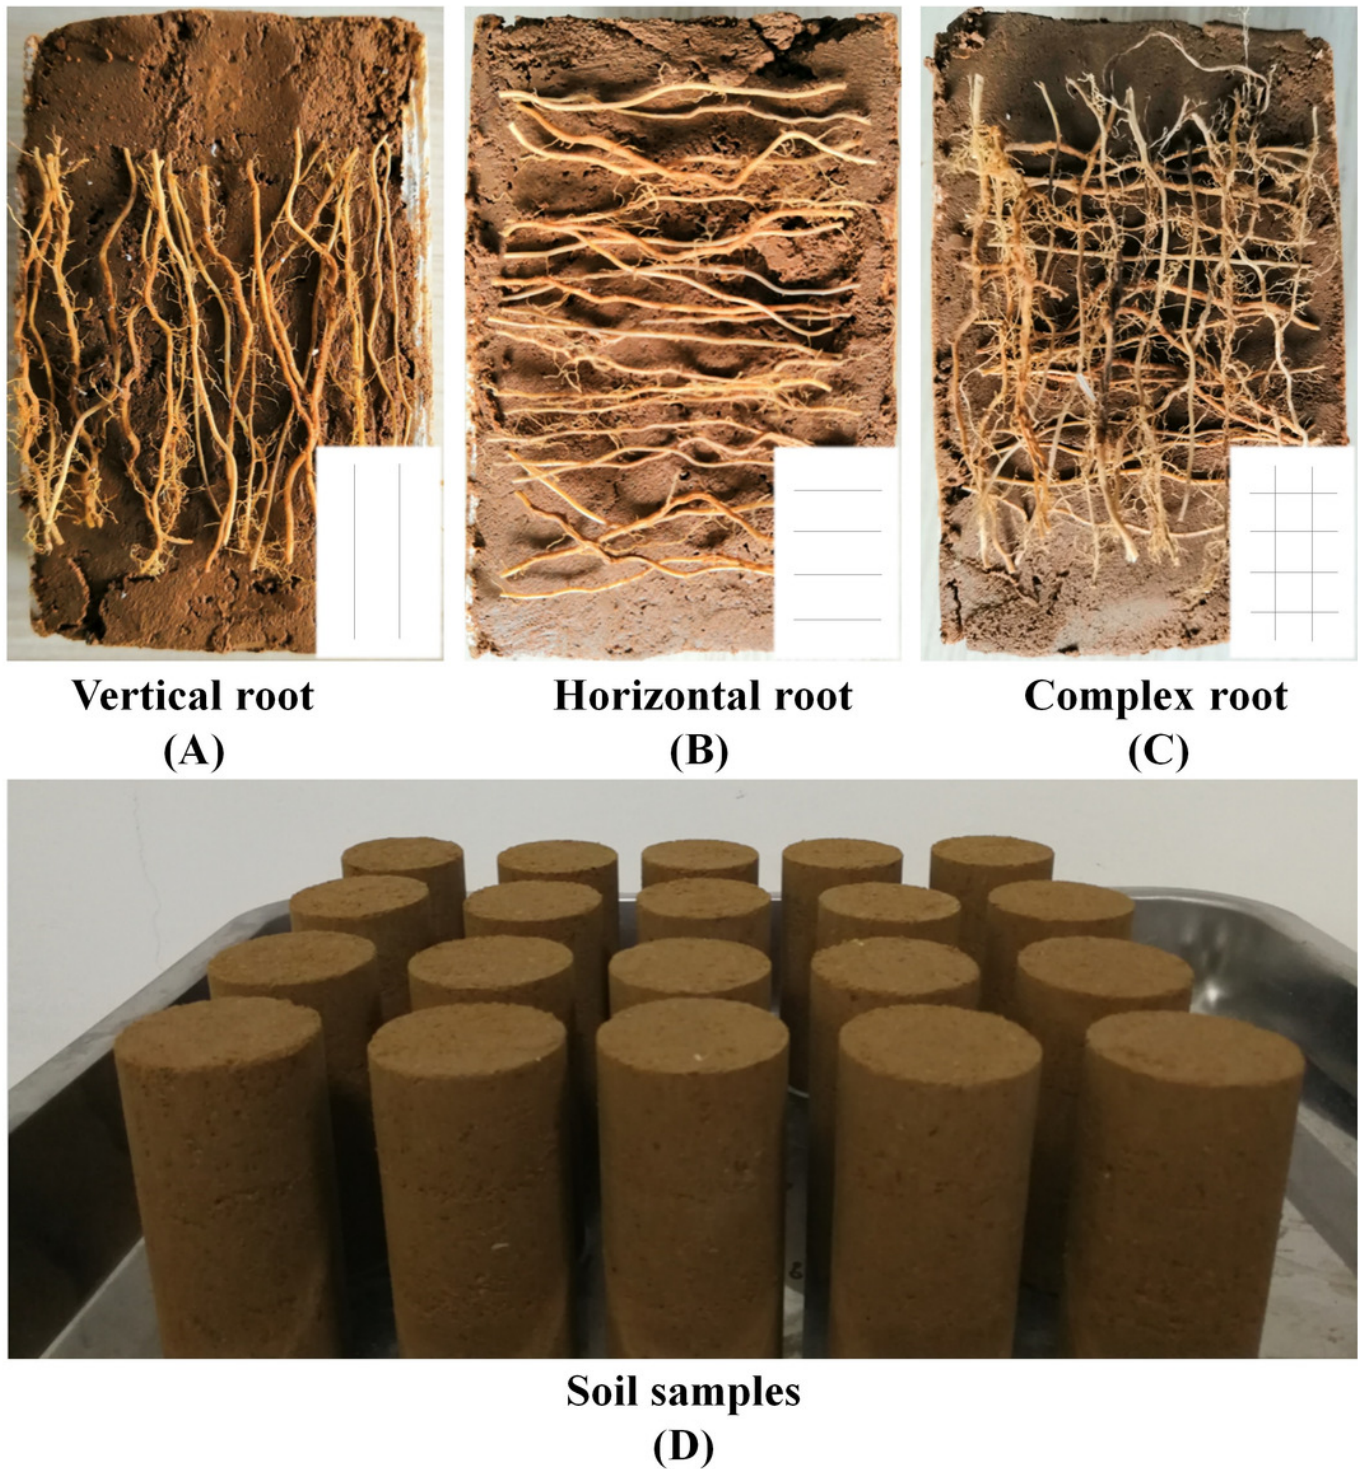 Vertical root
(A)
Horizontal root
(B)
Complex root
(C)
Soil samples
(D)